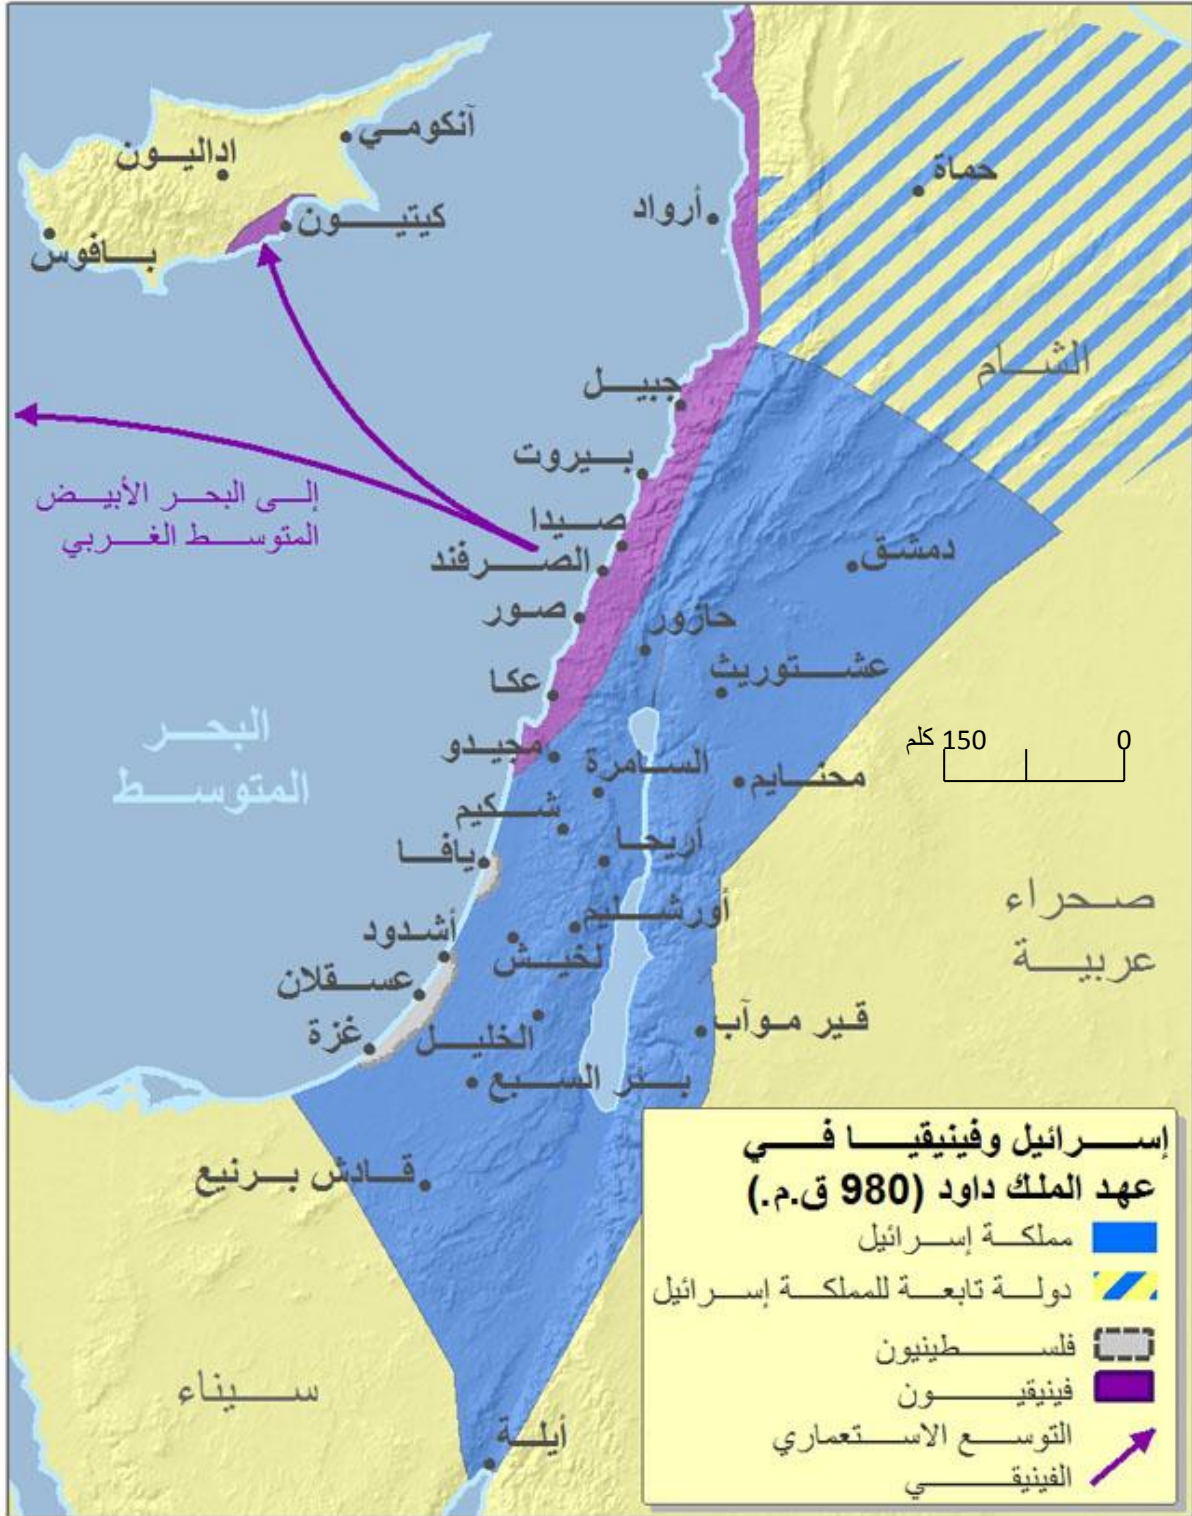 آنكومي
اداليون
كيتيون
بافوس
أرواد
حماة
الشام
جبيل
بيروت
إلى البحر الأبيض
المتوسط الغربي
صيدا
الصرفند
صور
دمشق
حازور
عشتوريث
عكا
البحر
المتوسط
مجيدو
السامرة
محنايم
0
150 كلم
شكيم
يافا
أريحا
صحراء
عربية
أورشليم
أشدود
لخيش
عسقلان
غزة
الخليل
قير موآب
بئر السبع
قادش برنيع
سيناء
أيلة
إسرائيل وفينيقيا في
عهد الملك داود (980 ق.م.)
مملكة إسرائيل
دولة تابعة للمملكة إسرائيل
فلسطينيون
فينيقيون
التوسع الاستعماري
الفينيقي